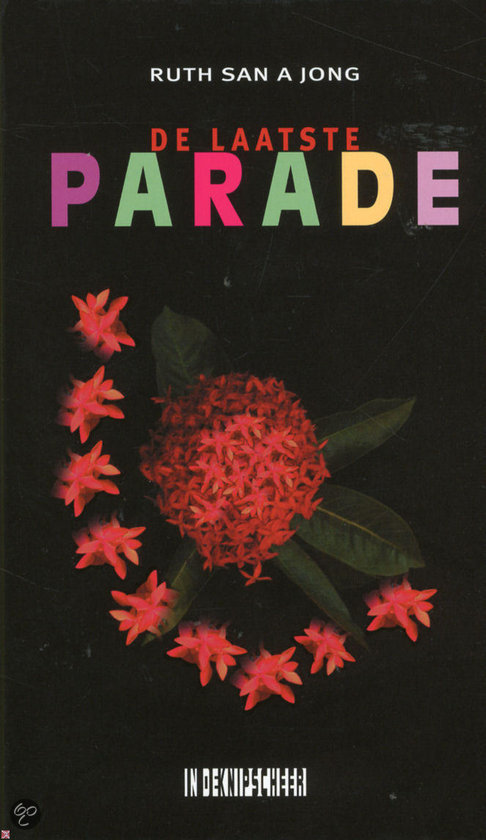 RUTH SAN A JONG
DE LAATSTE
PARADE
IN DE KNIPSCHEER